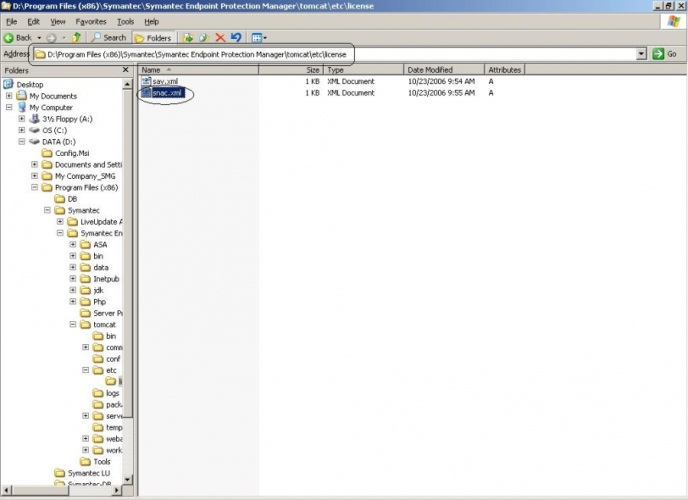 D:\Program Files (x86)\Symantec\Symantec Endpoint Protection Manager\tomcat\etc\license
File Edit View Favorites Tools Help
Back Search Folders
Address D:\Program Files (x86)\Symantec\Symantec Endpoint Protection Manager\tomcat\etc\license Go
Folders
Name Size Type Date Modified Attributes
sav.xml 1 KB XML Document 10/23/2006 9:54 AM A
snac.xml 1 KB XML Document 10/23/2006 9:55 AM A
Desktop
My Documents
My Computer
3½ Floppy (A:)
OS (C:)
DATA (D:)
Config.Msi
Documents and Setti
My Company_SMG
Program Files (x86)
DB
Symantec
LiveUpdate A
Symantec En
ASA
bin
data
Inetpub
jdk
Php
Server Pr
tomcat
bin
comm
conf
etc
li
logs
pack
serve
temp
weba
work
Tools
Symantec LU
Symantec-DB